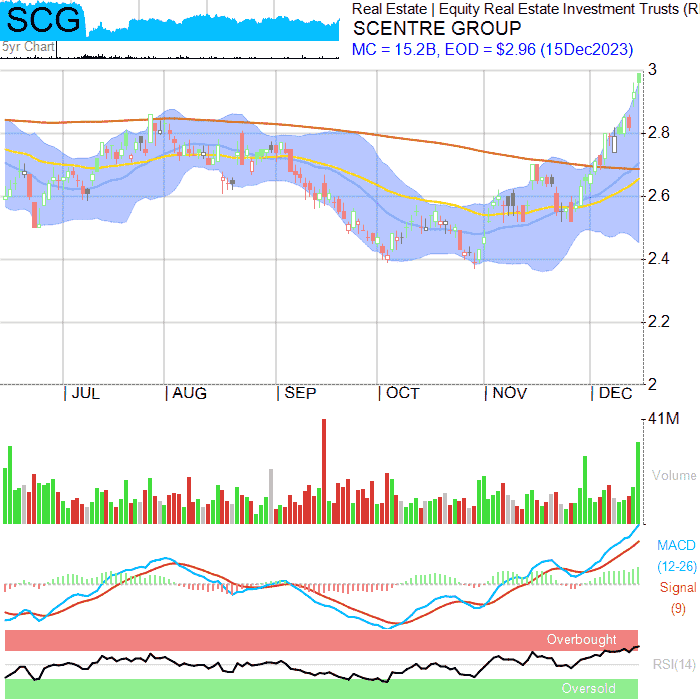 SCG
5yr Chart
Real Estate | Equity Real Estate Investment Trusts (R
SCENTRE GROUP
MC = 15.2B, EOD = $2.96 (15Dec2023)
3
2.8
2.6
2.4
2.2
2
| JUL | AUG | SEP | OCT | NOV | DEC
41M
Volume
MACD
(12-26)
Signal
(9)
Overbought
RSI(14)
Oversold